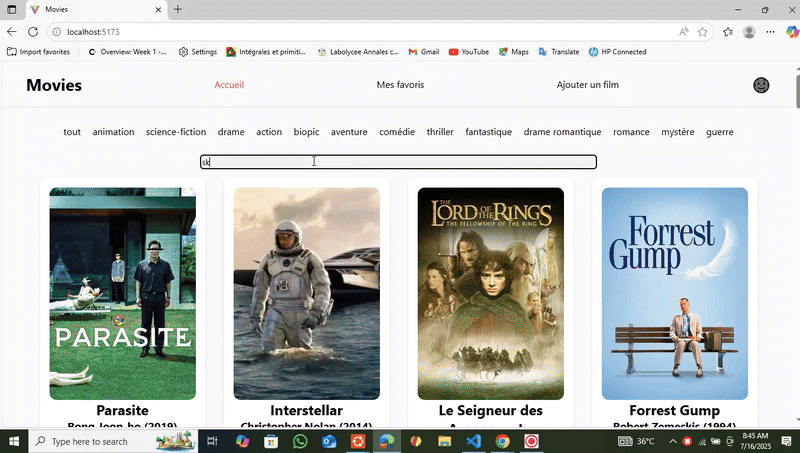 Movies
localhost:5173
Import favorites
Overview: Week 1 -...
Settings
Intégrales et primiti...
Labolycee Annales c...
Gmail
YouTube
Maps
Translate
HP Connected
Movies Accueil Mes favoris Ajouter un film
tout animation science-fiction drame action biopic aventure comédie thriller fantastique drame romantique romance mystère guerre
sk
PARASITE
THE
LORD OF THE RINGS
THE FELLOWSHIP OF THE RING
Forrest
Gump
Parasite
Bong Joon-ho (2019)
Interstellar
Christopher Nolan (2014)
Le Seigneur des
Forrest Gump
Robert Zemeckis (1994)
Type here to search
36°C
8:45 AM
7/16/2025